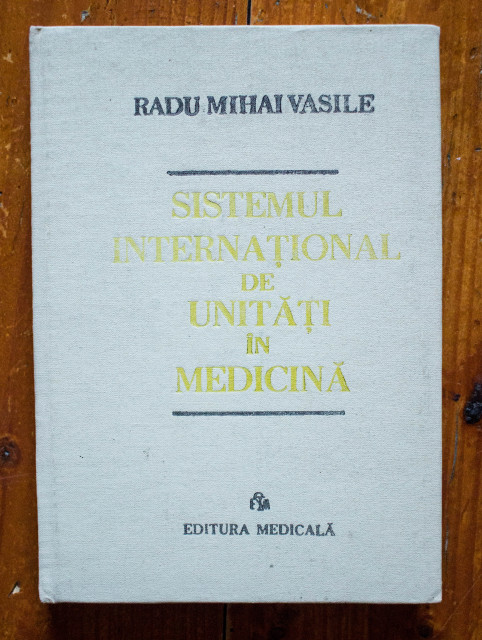 RADU MIHAI VASILE
SISTEMUL
INTERNAȚIONAL
DE
UNITĂȚI
ÎN
MEDICINĂ
EDITURA MEDICALĂ